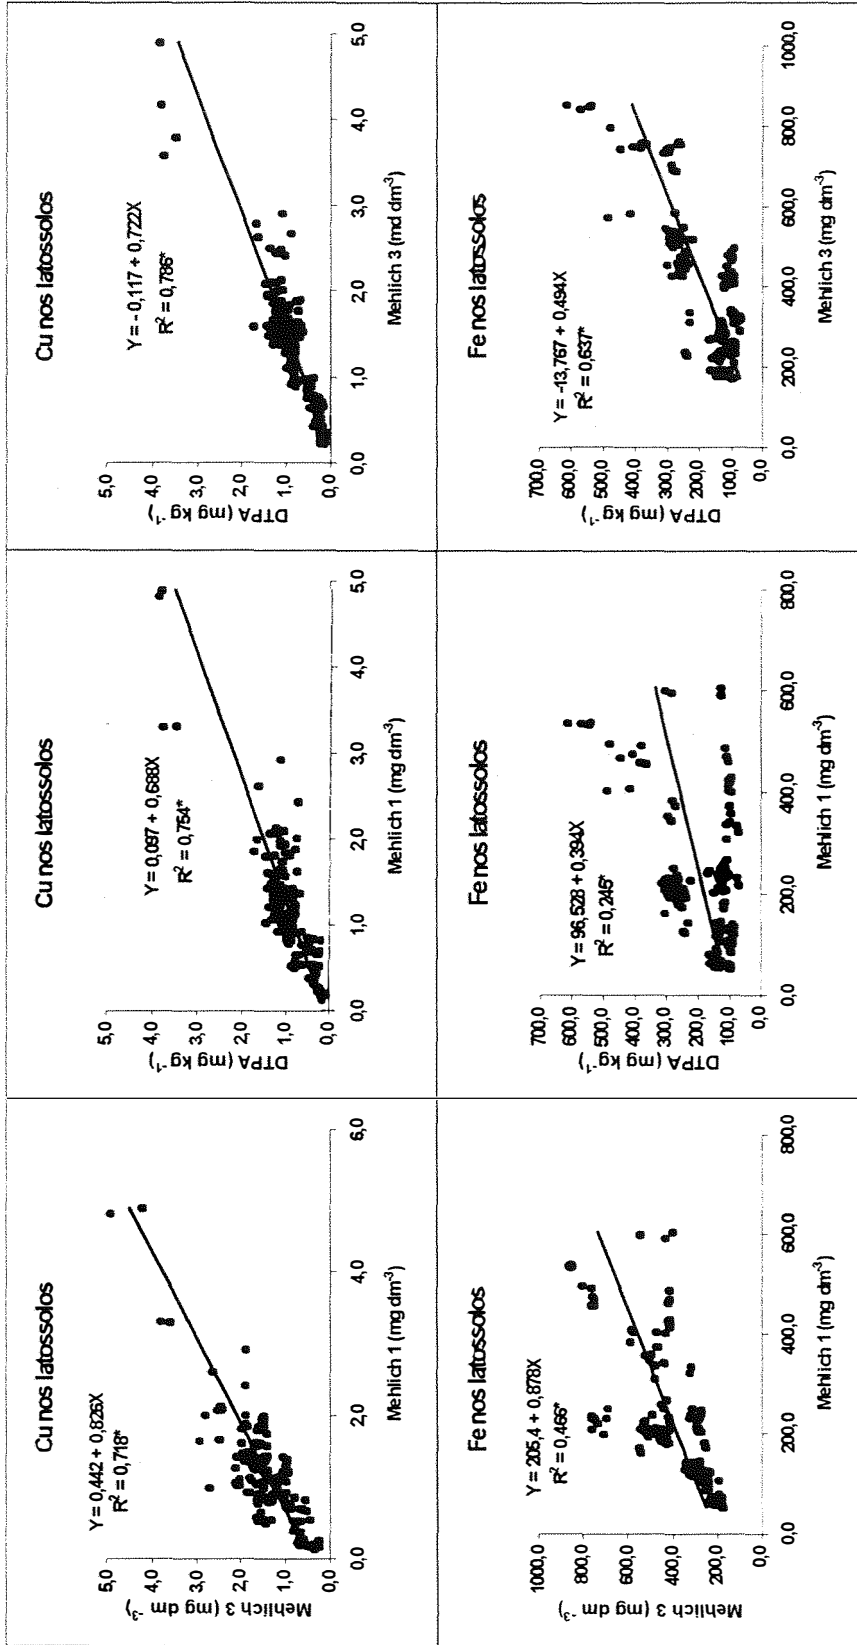 Cu nos latossolos
Y = 0,442 + 0,826X
R² = 0,718*
Mehlich 3 (mg dm⁻³)
5,0
4,0
3,0
2,0
1,0
0,0
0,0 2,0 4,0 6,0
Mehlich 1 (mg dm⁻³)
Cu nos latossolos
Y = 0,097 + 0,688X
R² = 0,754*
DTPA (mg kg⁻¹)
5,0
4,0
3,0
2,0
1,0
0,0
0,0 1,0 2,0 3,0 4,0 5,0
Mehlich 1 (mg dm⁻³)
Cu nos latossolos
Y = - 0,117 + 0,722X
R² = 0,786*
DTPA (mg kg⁻¹)
5,0
4,0
3,0
2,0
1,0
0,0
0,0 1,0 2,0 3,0 4,0 5,0
Mehlich 3 (md dm⁻³)
Fe nos latossolos
Y = 205,4 + 0,878X
R² = 0,466*
Mehlich 3 (mg dm⁻³)
1000,0
800,0
600,0
400,0
200,0
0,0
0,0 200,0 400,0 600,0 800,0
Mehlich 1 (mg dm⁻³)
Fe nos latossolos
Y = 96,528 + 0,394X
R² = 0,246*
DTPA (mg kg⁻¹)
700,0
600,0
500,0
400,0
300,0
200,0
100,0
0,0
0,0 200,0 400,0 600,0 800,0
Mehlich 1 (mg dm⁻³)
Fe nos latossolos
Y = -13,767 + 0,494X
R² = 0,637*
DTPA (mg kg⁻¹)
700,0
600,0
500,0
400,0
300,0
200,0
100,0
0,0
0,0 200,0 400,0 600,0 800,0 1000,0
Mehlich 3 (mg dm⁻³)